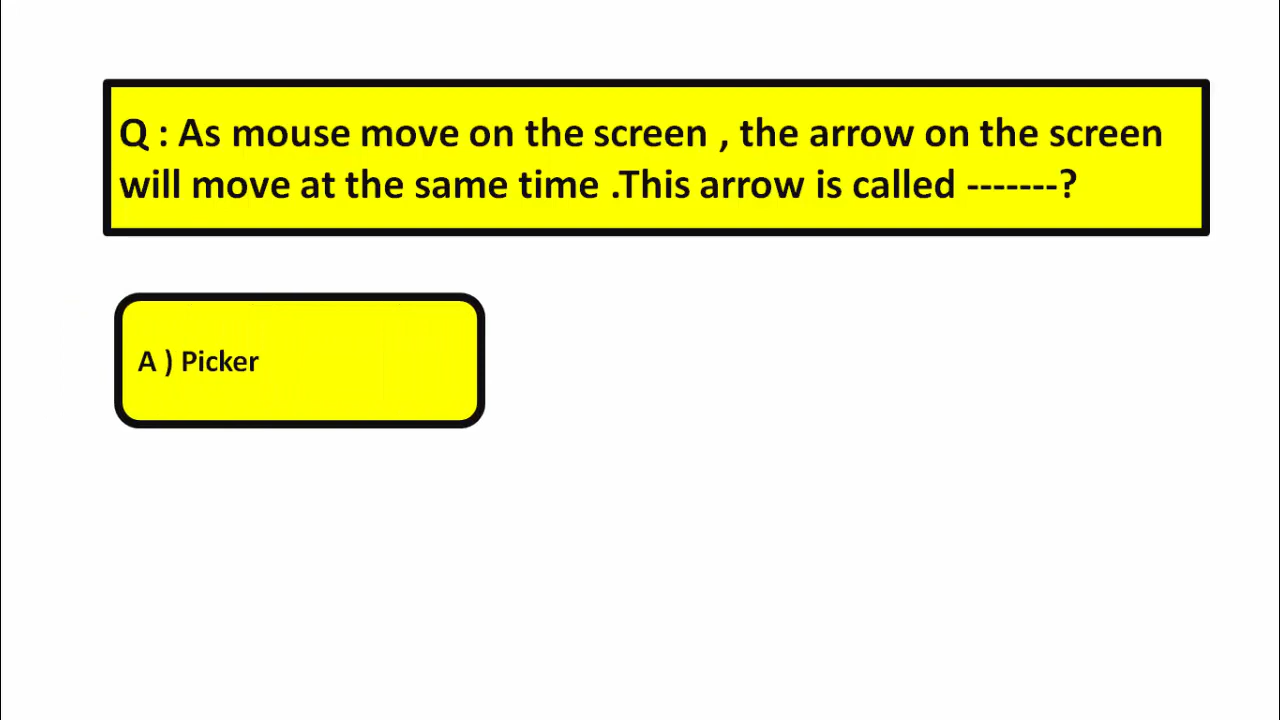 Q : As mouse move on the screen , the arrow on the screen
will move at the same time .This arrow is called -------?
A ) Picker